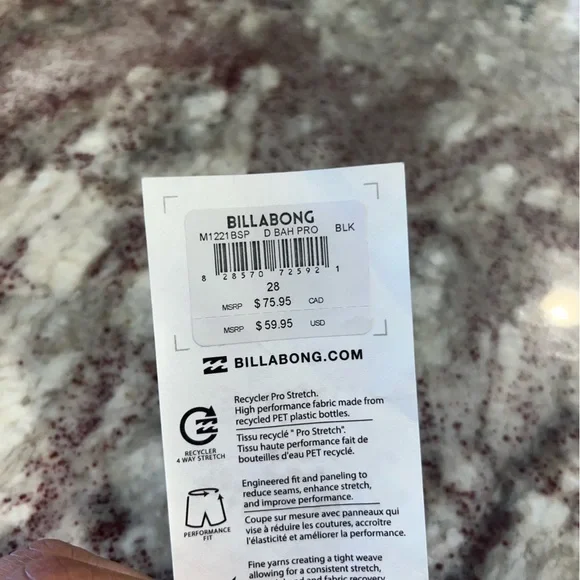 BILLABONG
M1221BSP D BAH PRO BLK
8 28570 72592 1
28
MSRP $75.95 CAD
MSRP $59.95 USD
BILLABONG.COM
Recycler Pro Stretch.
High performance fabric made from
recycled PET plastic bottles.
Tissu recyclé "Pro Stretch".
Tissu haute performance fait de
bouteilles d'eau PET recyclé.
RECYCLER
4 WAY STRETCH
Engineered fit and paneling to
reduce seams, enhance stretch,
and improve performance.
Coupe sur mesure avec panneaux qui
vise à réduire les coutures, accroître
l'élasticité et améliorer la performance.
PERFORMANCE
FIT
Fine yarns creating a tight weave
allowing for a consistent stretch,
and fabric recovery